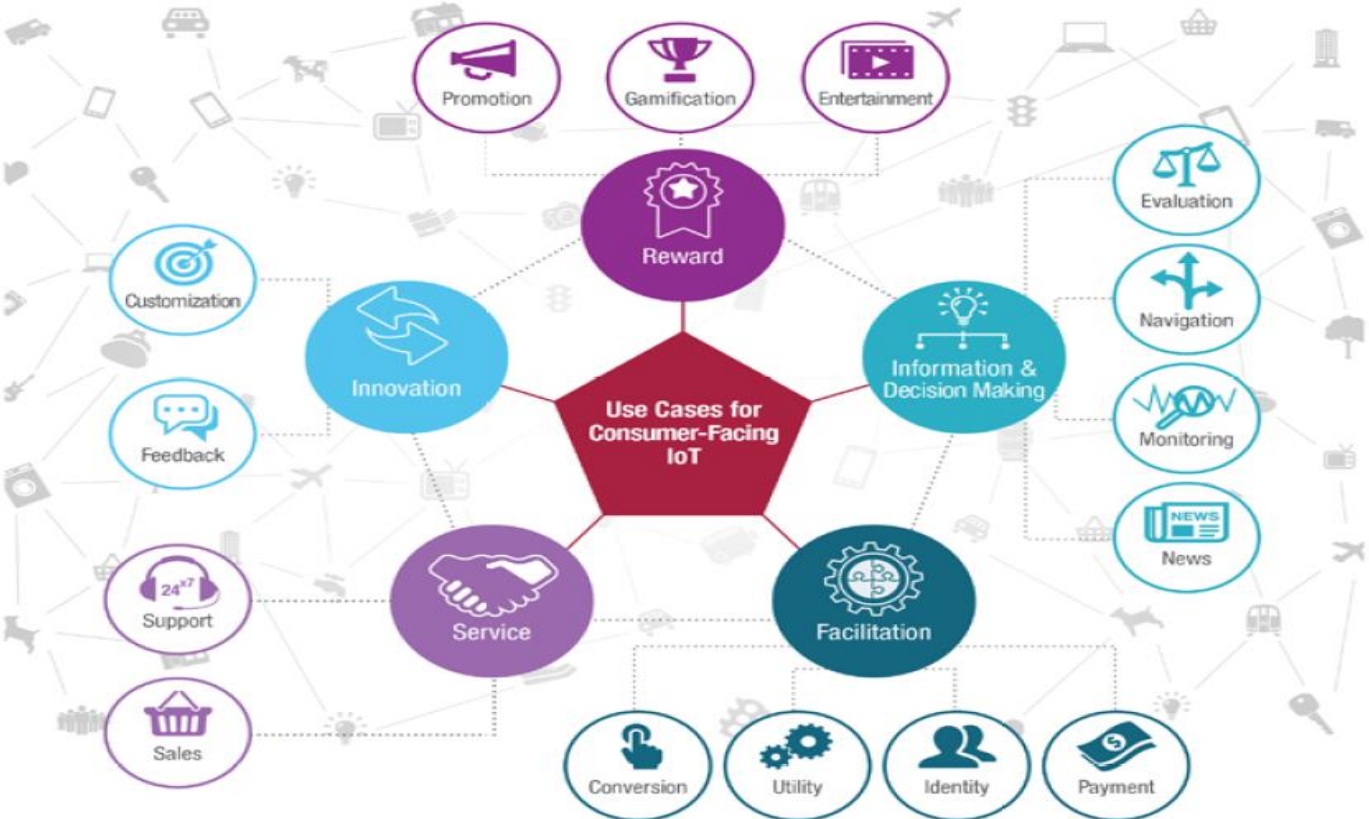 Promotion
Gamification
Entertainment
Reward
Evaluation
Customization
Navigation
Innovation
Information &
Decision Making
Use Cases for
Consumer-Facing
IoT
Feedback
Monitoring
NEWS
News
24x7
Support
Service
Facilitation
Sales
$
Conversion
Utility
Identity
Payment